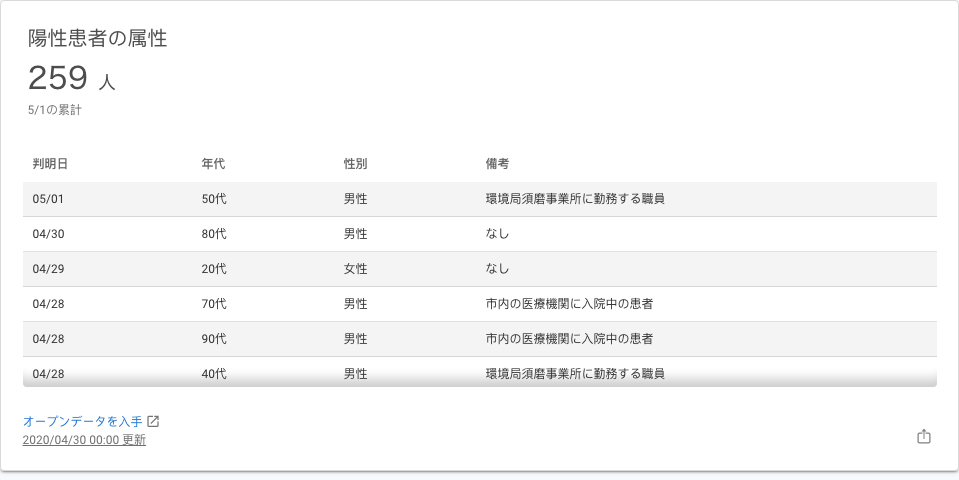 陽性患者の属性
259 人
5/1の累計
判明日 年代 性別 備考
05/01 50代 男性 環境局須磨事業所に勤務する職員
04/30 80代 男性 なし
04/29 20代 女性 なし
04/28 70代 男性 市内の医療機関に入院中の患者
04/28 90代 男性 市内の医療機関に入院中の患者
04/28 40代 男性 環境局須磨事業所に勤務する職員
オープンデータを入手
2020/04/30 00:00 更新